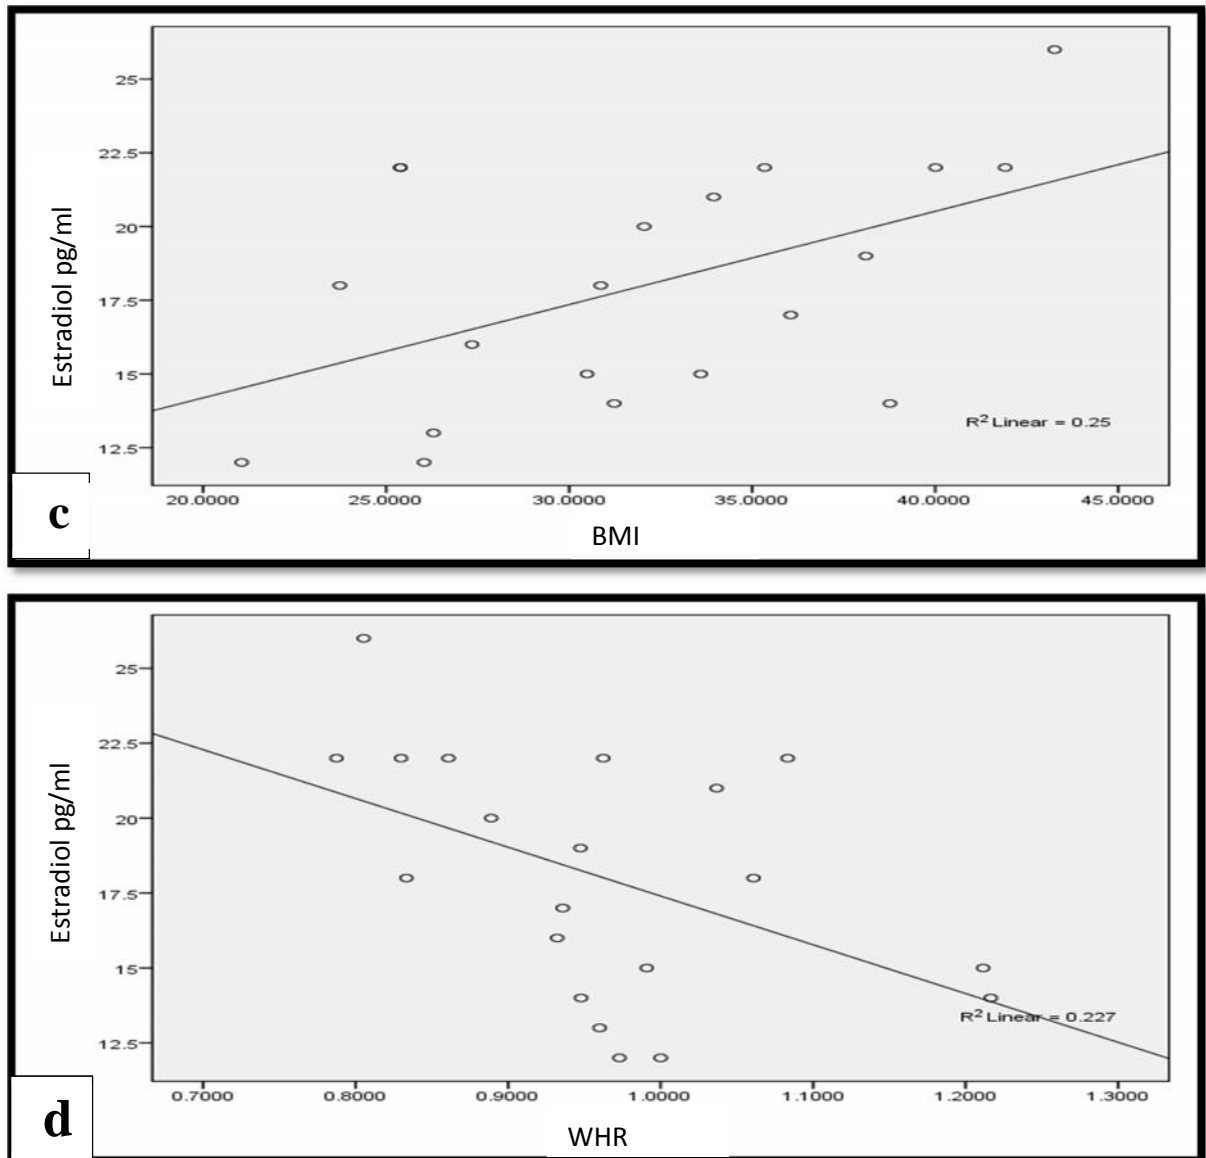 25
22.5
20
17.5
15
12.5
Estradiol pg/ml
R² Linear = 0.25
20.0000 25.0000 30.0000 35.0000 40.0000 45.0000
BMI
c
25
22.5
20
17.5
15
12.5
Estradiol pg/ml
R² Linear = 0.227
0.7000 0.8000 0.9000 1.0000 1.1000 1.2000 1.3000
WHR
d